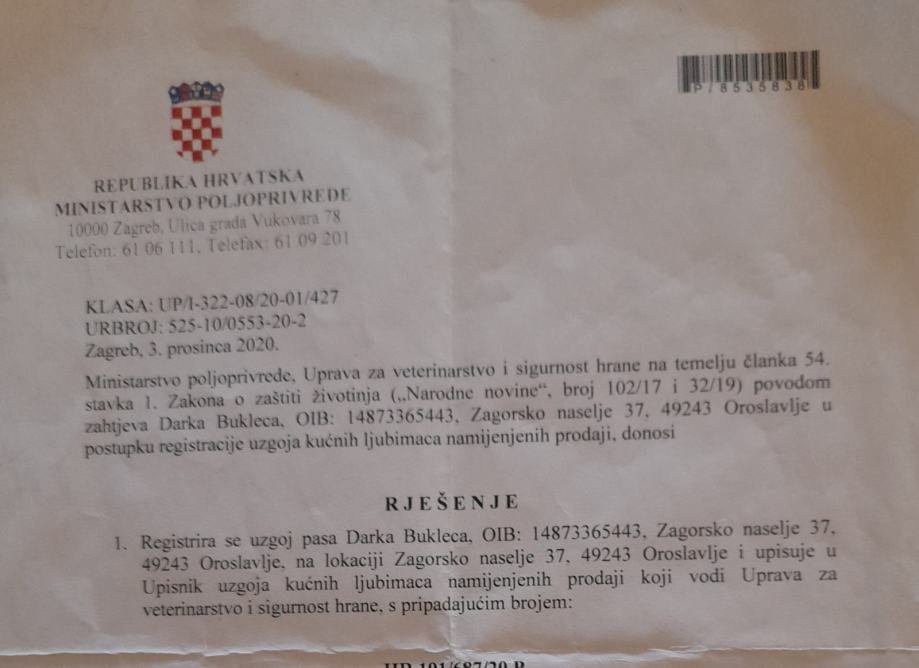 P/8535838
REPUBLIKA HRVATSKA
MINISTARSTVO POLJOPRIVREDE
10000 Zagreb, Ulica grada Vukovara 78
Telefon: 61 06 111, Telefax: 61 09 201
KLASA: UP/I-322-08/20-01/427
URBROJ: 525-10/0553-20-2
Zagreb, 3. prosinca 2020.
Ministarstvo poljoprivrede, Uprava za veterinarstvo i sigurnost hrane na temelju članka 54.
stavka 1. Zakona o zaštiti životinja („Narodne novine“, broj 102/17 i 32/19) povodom
zahtjeva Darka Bukleca, OIB: 14873365443, Zagorsko naselje 37, 49243 Oroslavlje u
postupku registracije uzgoja kućnih ljubimaca namijenjenih prodaji, donosi
RJEŠENJE
1. Registrira se uzgoj pasa Darka Bukleca, OIB: 14873365443, Zagorsko naselje 37,
49243 Oroslavlje, na lokaciji Zagorsko naselje 37, 49243 Oroslavlje i upisuje u
Upisnik uzgoja kućnih ljubimaca namijenjenih prodaji koji vodi Uprava za
veterinarstvo i sigurnost hrane, s pripadajućim brojem: